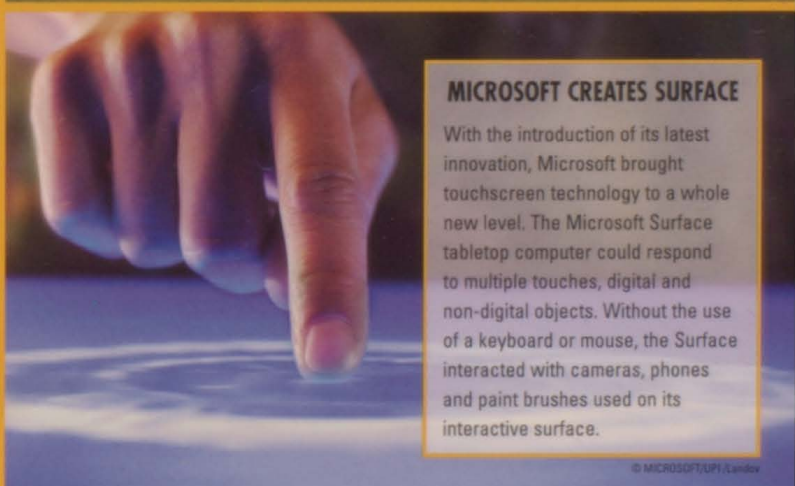 MICROSOFT CREATES SURFACE
With the introduction of its latest
innovation, Microsoft brought
touchscreen technology to a whole
new level. The Microsoft Surface
tabletop computer could respond
to multiple touches, digital and
non-digital objects. Without the use
of a keyboard or mouse, the Surface
interacted with cameras, phones
and paint brushes used on its
interactive surface.
© MICROSOFT/UPI/Landov